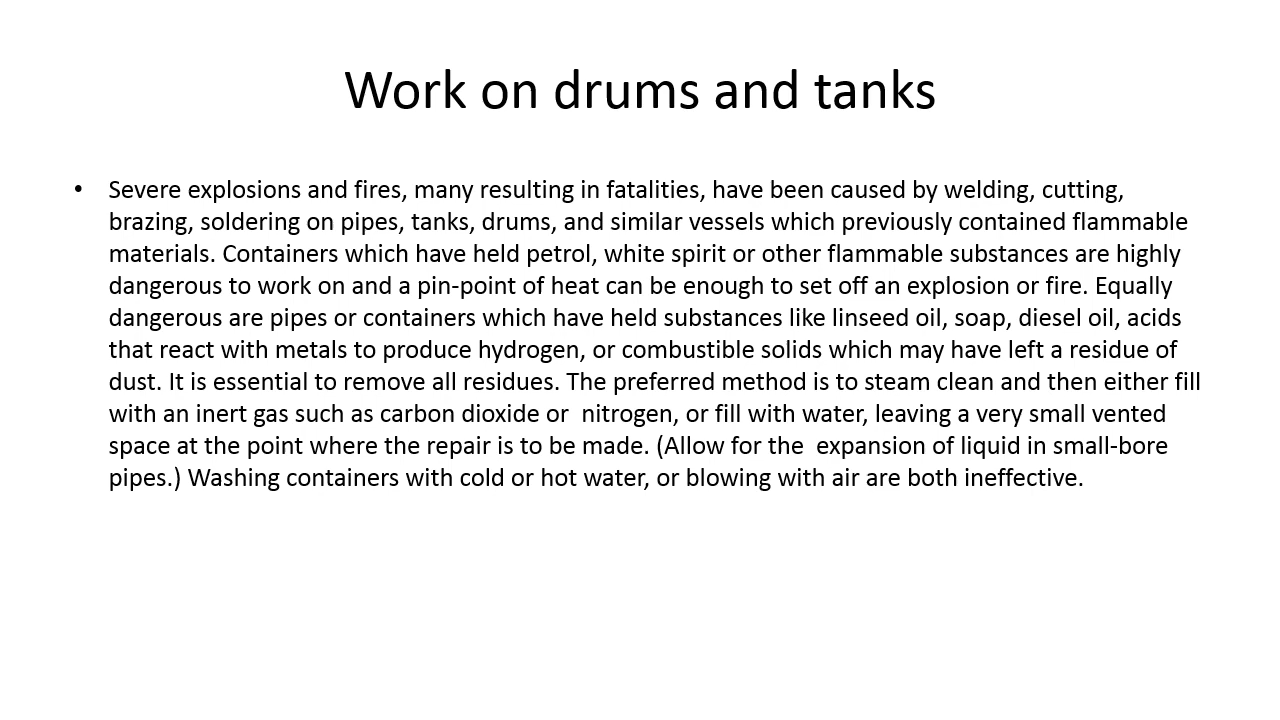 Work on drums and tanks
• Severe explosions and fires, many resulting in fatalities, have been caused by welding, cutting,
brazing, soldering on pipes, tanks, drums, and similar vessels which previously contained flammable
materials. Containers which have held petrol, white spirit or other flammable substances are highly
dangerous to work on and a pin-point of heat can be enough to set off an explosion or fire. Equally
dangerous are pipes or containers which have held substances like linseed oil, soap, diesel oil, acids
that react with metals to produce hydrogen, or combustible solids which may have left a residue of
dust. It is essential to remove all residues. The preferred method is to steam clean and then either fill
with an inert gas such as carbon dioxide or  nitrogen, or fill with water, leaving a very small vented
space at the point where the repair is to be made. (Allow for the  expansion of liquid in small-bore
pipes.) Washing containers with cold or hot water, or blowing with air are both ineffective.